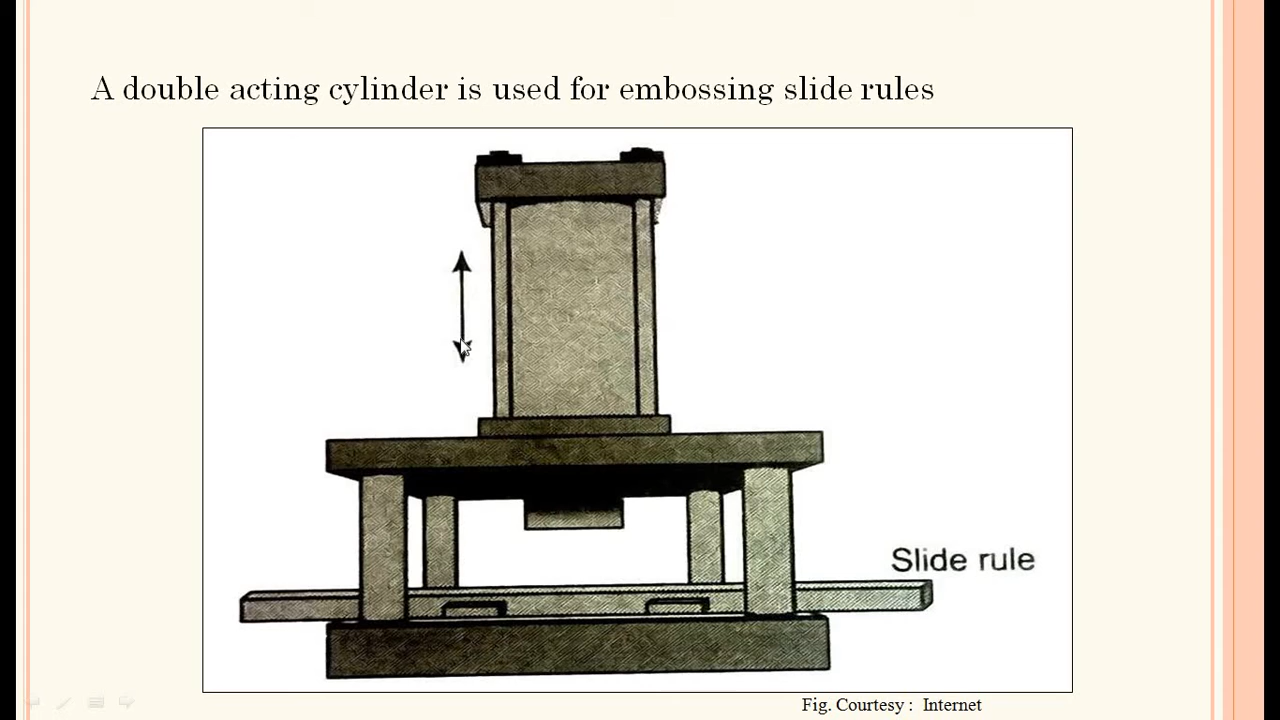 A double acting cylinder is used for embossing slide rules
Slide rule
Fig. Courtesy : Internet